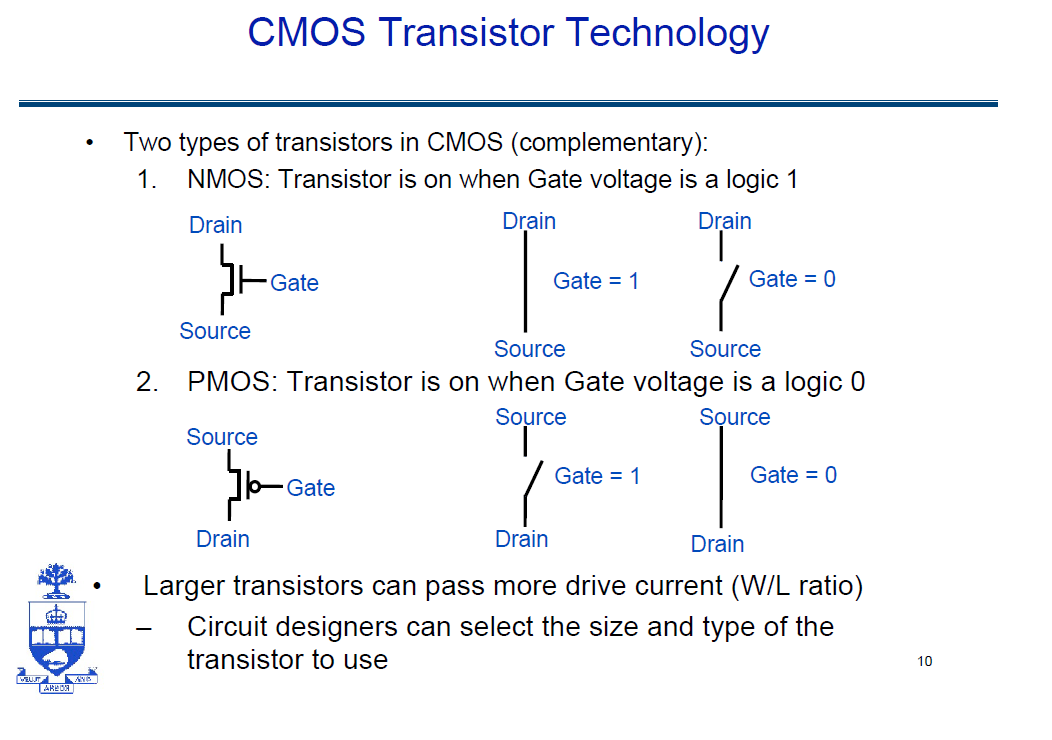 CMOS Transistor Technology
• Two types of transistors in CMOS (complementary):
1. NMOS: Transistor is on when Gate voltage is a logic 1
Drain Drain Drain
Gate Gate = 1 Gate = 0
Source Source Source
2. PMOS: Transistor is on when Gate voltage is a logic 0
Source Source Source
Gate Gate = 1 Gate = 0
Drain Drain Drain
• Larger transistors can pass more drive current (W/L ratio)
– Circuit designers can select the size and type of the
transistor to use
10